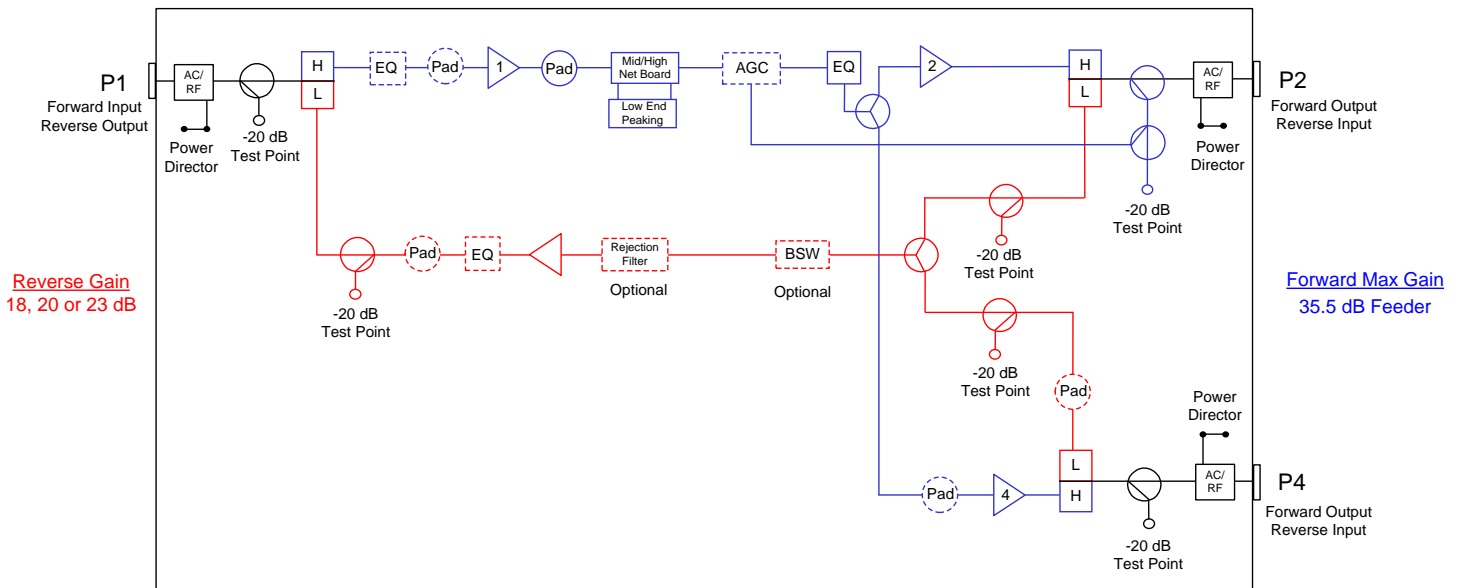 P1
Forward Input
Reverse Output
AC/
RF
Power
Director
-20 dB
Test Point
H
L
EQ
Pad
1
Pad
Mid/High
Net Board
Low End
Peaking
AGC
EQ
2
H
L
AC/
RF
P2
Forward Output
Reverse Input
Power
Director
-20 dB
Test Point
-20 dB
Test Point
Reverse Gain
18, 20 or 23 dB
-20 dB
Test Point
Pad
EQ
Rejection
Filter
Optional
BSW
Optional
-20 dB
Test Point
Forward Max Gain
35.5 dB Feeder
Pad
Power
Director
Pad
4
L
H
AC/
RF
P4
Forward Output
Reverse Input
-20 dB
Test Point